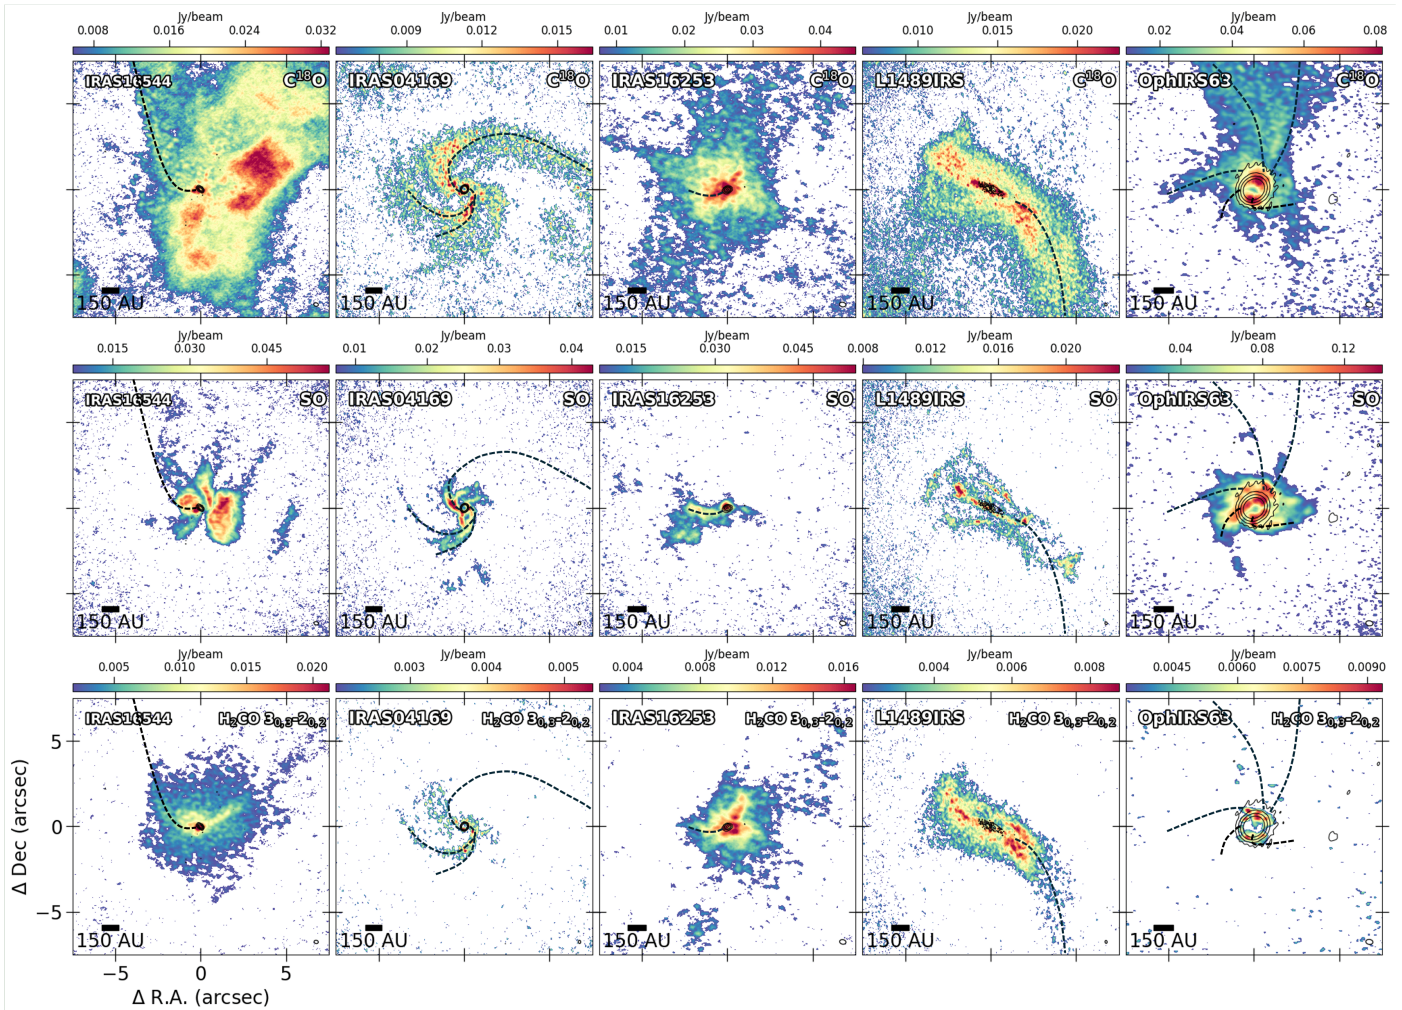 Jy/beam Jy/beam Jy/beam Jy/beam Jy/beam
0.008 0.016 0.024 0.032 0.009 0.012 0.015 0.01 0.02 0.03 0.04 0.010 0.015 0.020 0.02 0.04 0.06 0.08
IRAS16544 C¹⁸O IRAS04169 C¹⁸O IRAS16253 C¹⁸O L1489IRS C¹⁸O OphIRS63 C¹⁸O
150 AU 150 AU 150 AU 150 AU 150 AU
Jy/beam Jy/beam Jy/beam Jy/beam Jy/beam
0.015 0.030 0.045 0.01 0.02 0.03 0.04 0.015 0.030 0.045 0.008 0.012 0.016 0.020 0.04 0.08 0.12
IRAS16544 SO IRAS04169 SO IRAS16253 SO L1489IRS SO OphIRS63 SO
150 AU 150 AU 150 AU 150 AU 150 AU
Jy/beam Jy/beam Jy/beam Jy/beam Jy/beam
0.005 0.010 0.015 0.020 0.003 0.004 0.005 0.004 0.008 0.012 0.016 0.004 0.006 0.008 0.0045 0.0060 0.0075 0.0090
IRAS16544 H₂CO 3₀,₃-2₀,₂ IRAS04169 H₂CO 3₀,₃-2₀,₂ IRAS16253 H₂CO 3₀,₃-2₀,₂ L1489IRS H₂CO 3₀,₃-2₀,₂ OphIRS63 H₂CO 3₀,₃-2₀,₂
5
0
−5
Δ Dec (arcsec)
150 AU 150 AU 150 AU 150 AU 150 AU
−5 0 5
Δ R.A. (arcsec)